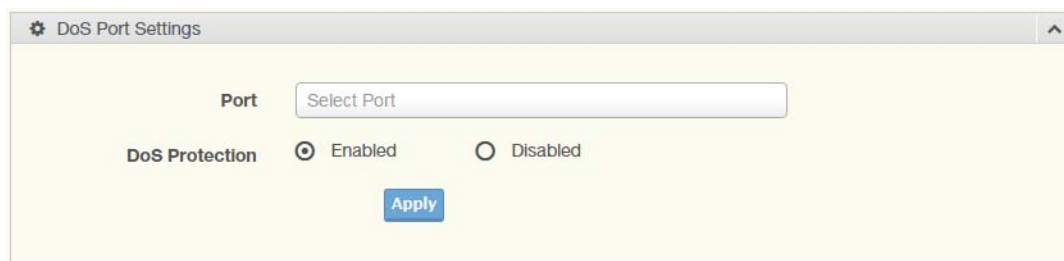 DoS Port Settings
Port Select Port
DoS Protection Enabled Disabled
Apply